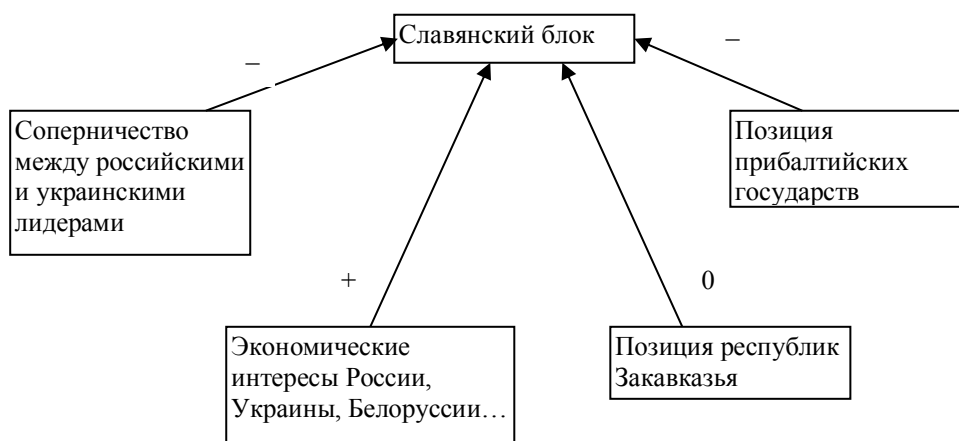 Славянский блок
–
–
Соперничество
между российскими
и украинскими
лидерами
Позиция
прибалтийских
государств
+
0
Экономические
интересы России,
Украины, Белоруссии…
Позиция республик
Закавказья